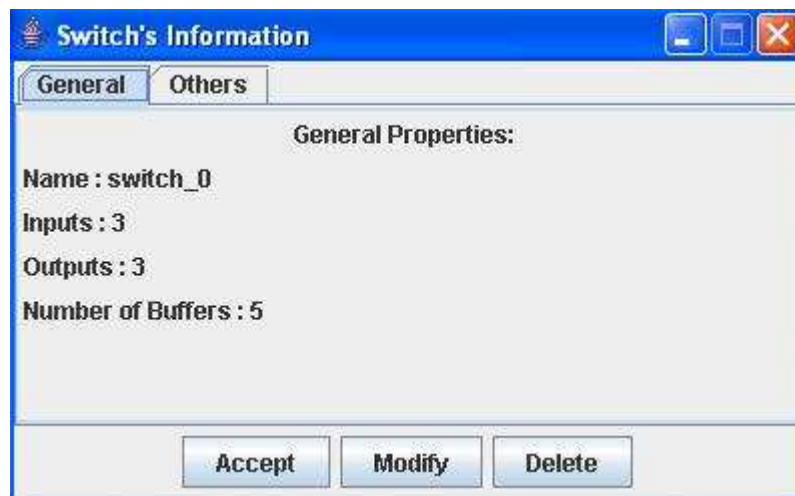 Switch's Information
General Others
General Properties:
Name : switch_0
Inputs : 3
Outputs : 3
Number of Buffers : 5
Accept Modify Delete